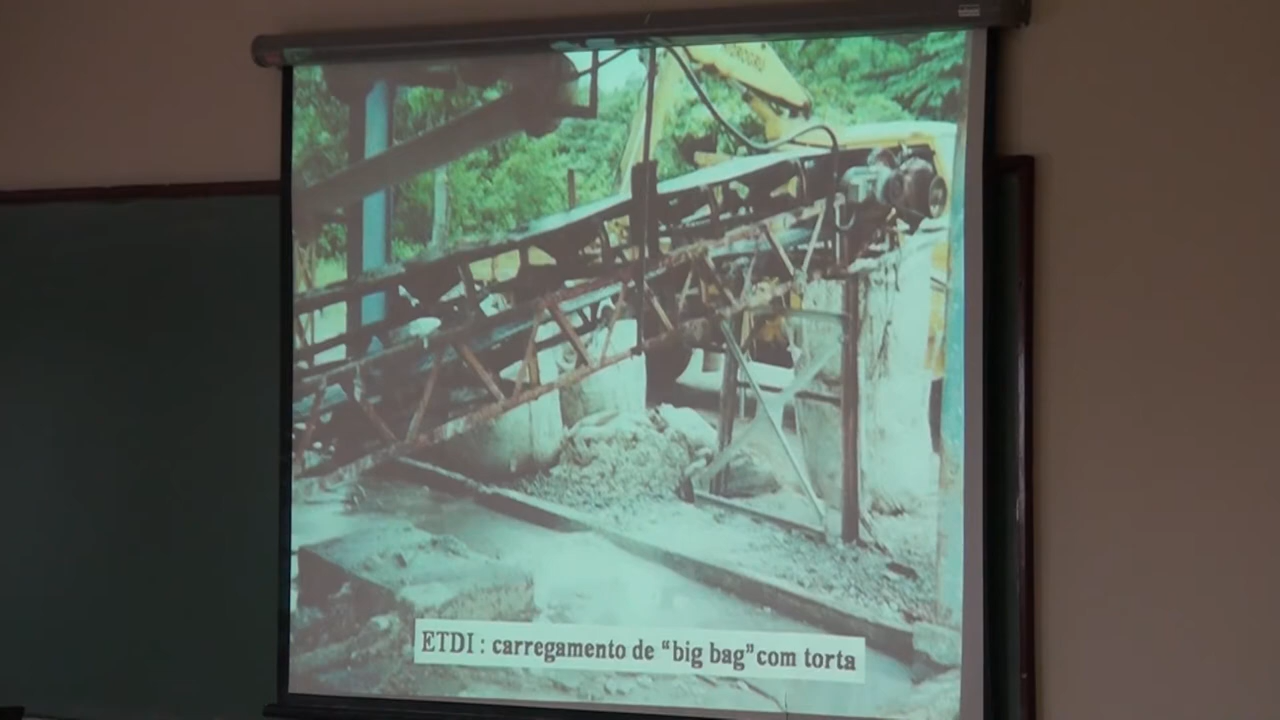 ETDI : carregamento de “big bag”com torta